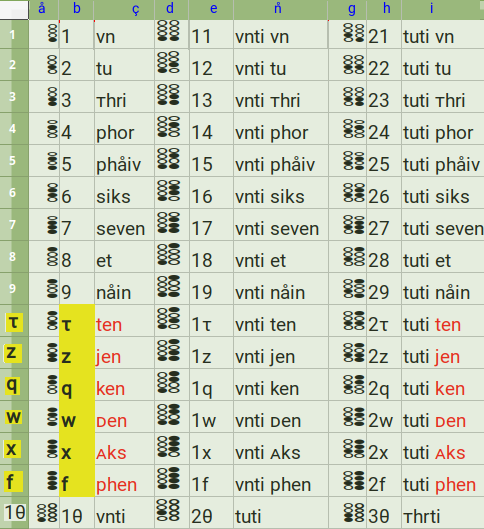 å b ç d e ñ g h i
1 1 vn 11 vnti vn 21 tuti vn
2 2 tu 12 vnti tu 22 tuti tu
3 3 тhri 13 vnti тhri 23 tuti тhri
4 4 phor 14 vnti phor 24 tuti phor
5 5 phåiv 15 vnti phåiv 25 tuti phåiv
6 6 siks 16 vnti siks 26 tuti siks
7 7 seven 17 vnti seven 27 tuti seven
8 8 et 18 vnti et 28 tuti et
9 9 nåin 19 vnti nåin 29 tuti nåin
τ τ ten 1τ vnti ten 2τ tuti ten
z z jen 1z vnti jen 2z tuti jen
q q ken 1q vnti ken 2q tuti ken
w w ᴅen 1w vnti ᴅen 2w tuti ᴅen
x x ᴀks 1x vnti ᴀks 2x tuti ᴀks
f f phen 1f vnti phen 2f tuti phen
1θ 1θ vnti 2θ tuti 3θ тhrti